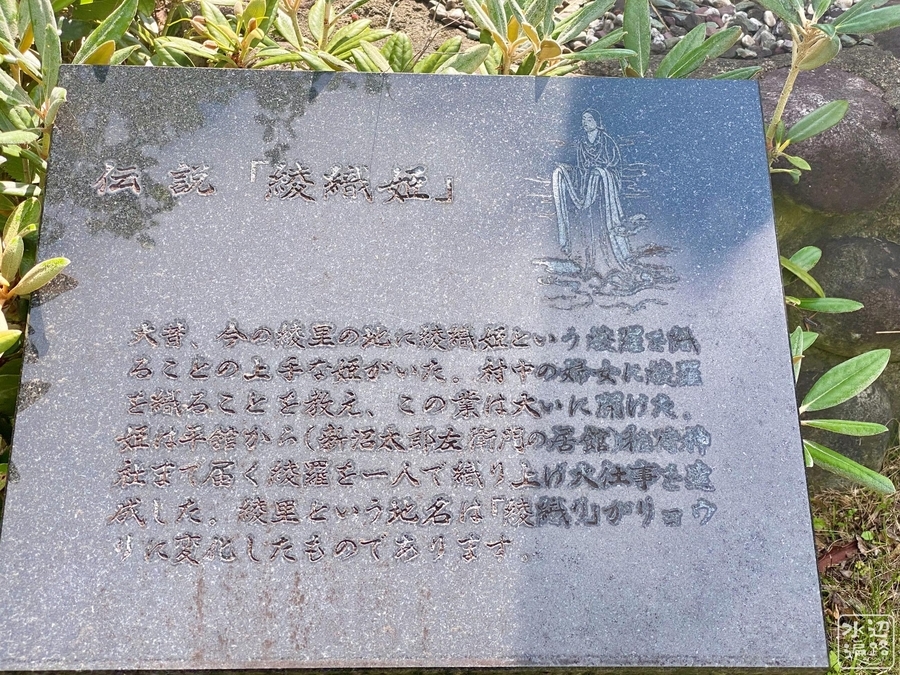 伝説「綾織姫」
大昔、今の綾里の地に綾織姫という綾羅を織
ることの上手な姫がいた。村中の婦女に綾羅
を織ることを教え、この業は大いに開けた。
姫は平館から(新沼太郎左衛門の居館)神
社まで届く綾羅を一人で織り上げ大仕事を達
成した。綾里という地名は「綾織り」がリョウ
リに変化したものであります。
水辺